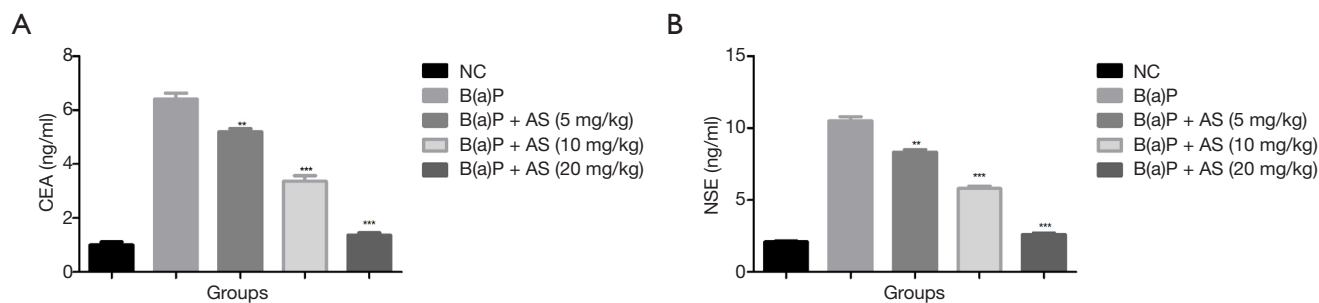 A
CEA (ng/ml)
8
6
4
2
0
**
***
***
Groups
NC
B(a)P
B(a)P + AS (5 mg/kg)
B(a)P + AS (10 mg/kg)
B(a)P + AS (20 mg/kg)
B
NSE (ng/ml)
15
10
5
0
**
***
***
Groups
NC
B(a)P
B(a)P + AS (5 mg/kg)
B(a)P + AS (10 mg/kg)
B(a)P + AS (20 mg/kg)